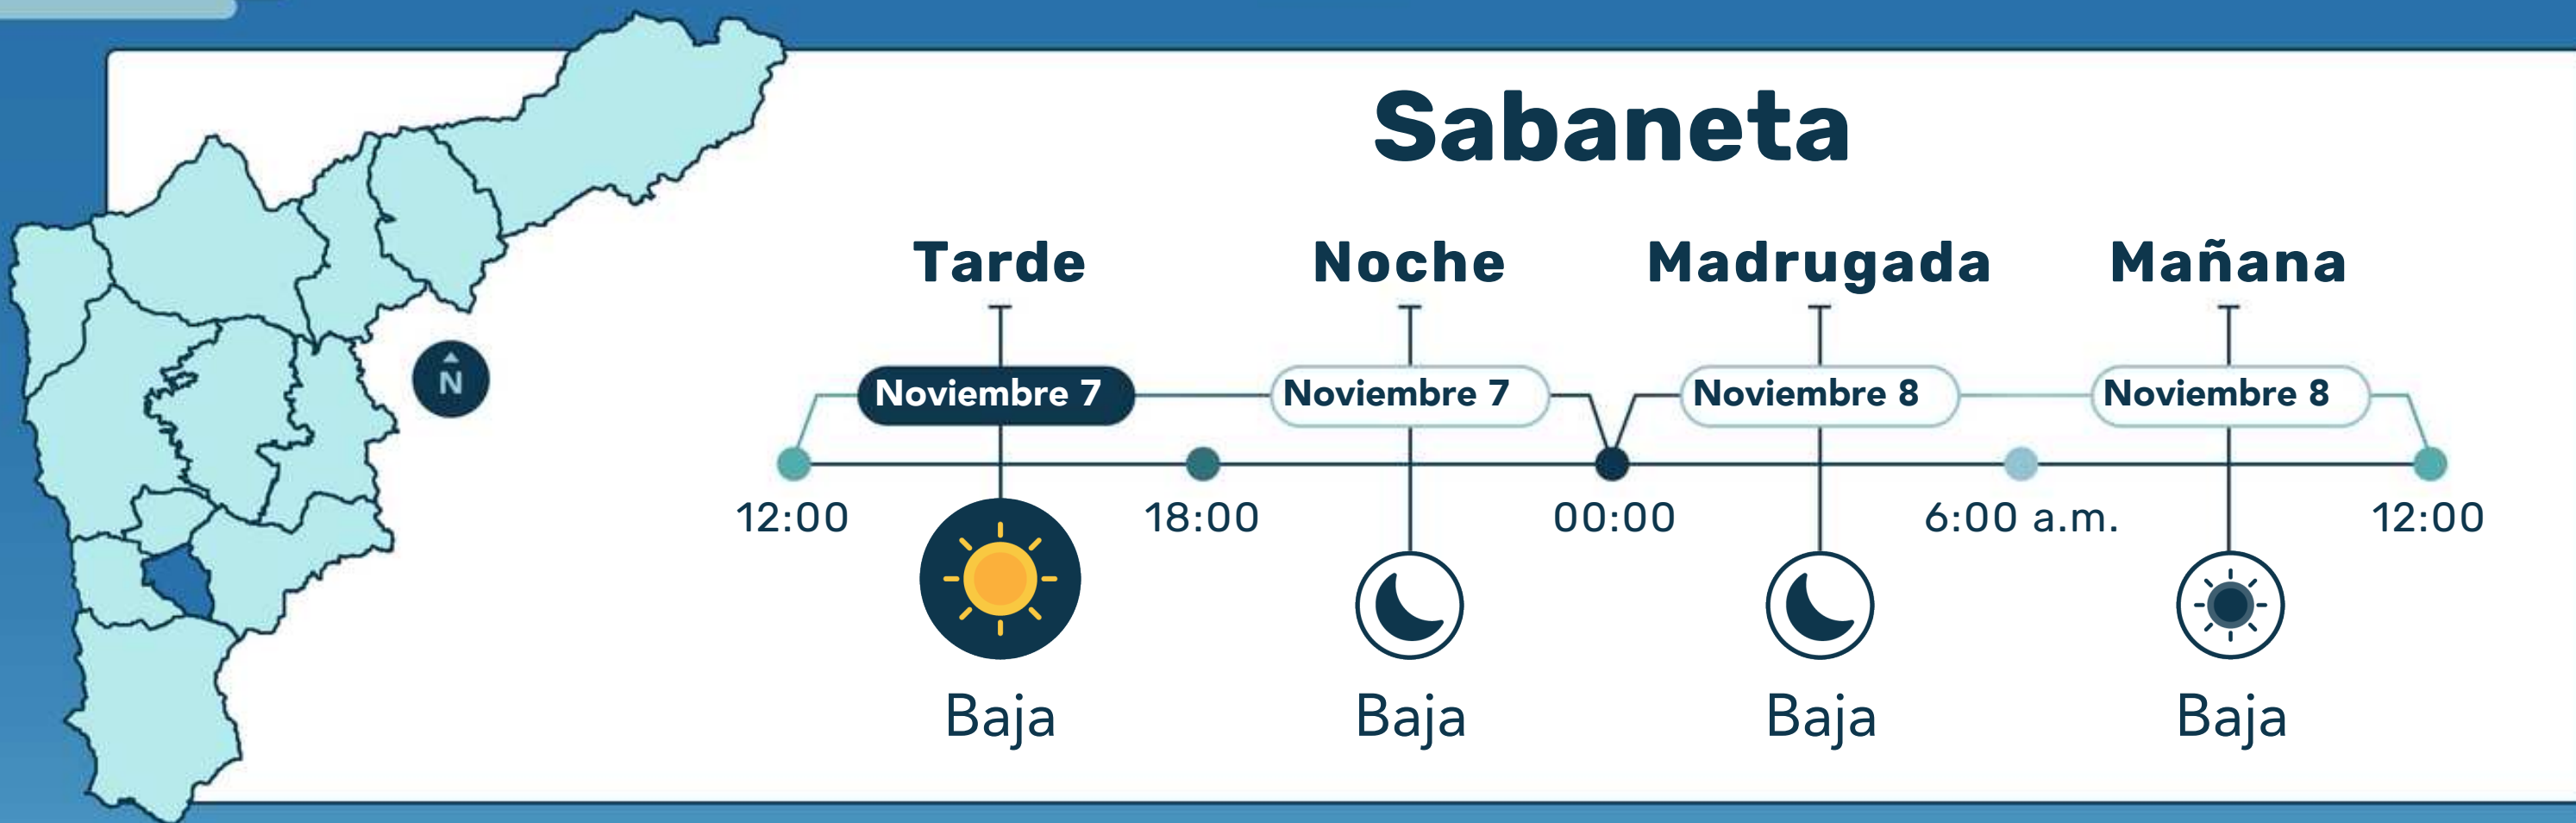 Sabaneta
Tarde Noche Madrugada Mañana
Noviembre 7 Noviembre 7 Noviembre 8 Noviembre 8
N
12:00 18:00 00:00 6:00 a.m. 12:00
Baja Baja Baja Baja